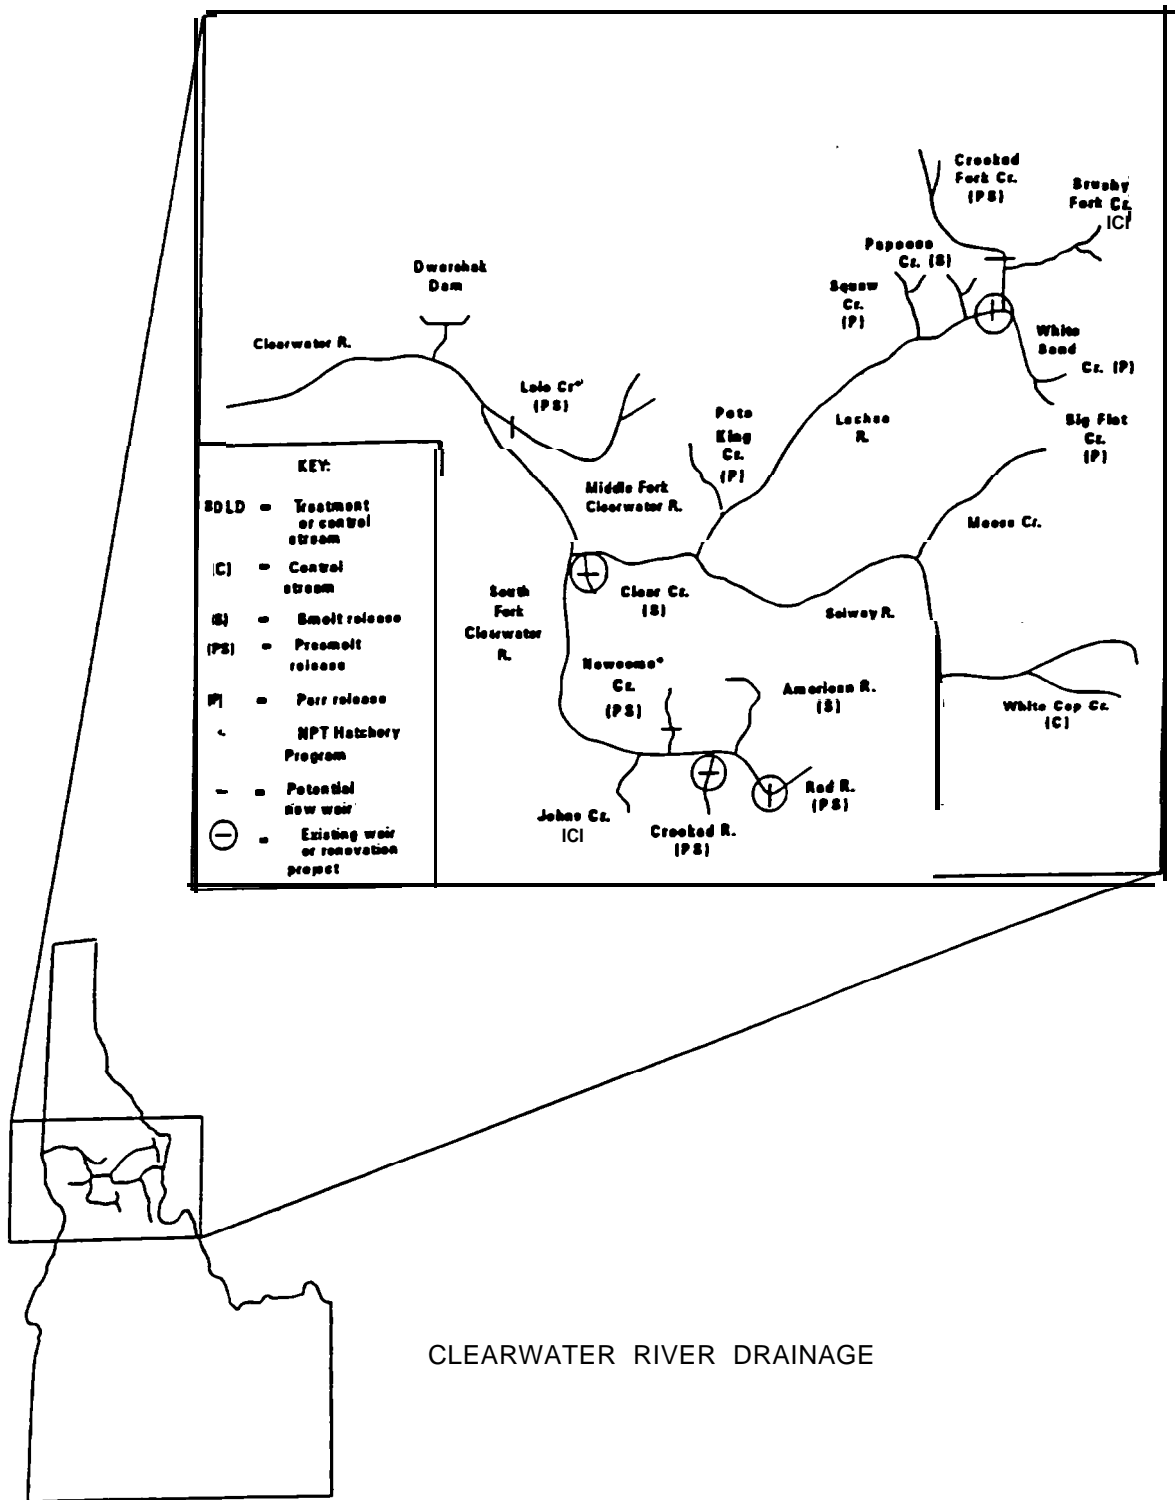 Crooked
Fork Cr.
(PS)
Brushy
Fork Cr.
ICI
Papoose
Cr. (S)
Squaw
Cr.
(P)
White
Sand
Cr. (P)
Big Flat
Cr.
(P)
Dworshak
Dam
Clearwater R.
Lolo Cr*
(PS)
Pete
King
Cr.
(P)
Lochsa
R.
Middle Fork
Clearwater R.
Moose Cr.
Clear Cr.
(S)
Selway R.
South
Fork
Clearwater
R.
Newsome*
Cr.
(PS)
American R.
(S)
White Cap Cr.
(C)
Red R.
(PS)
Johns Cr.
ICI
Crooked R.
(PS)
KEY:
BOLD = Treatment
or control
stream
(C) = Control
stream
(S) = Smolt release
(PS) = Presmolt
release
(P) = Parr release
NPT Hatchery
Program
– = Potential
new weir
= Existing weir
or renovation
project
CLEARWATER RIVER DRAINAGE